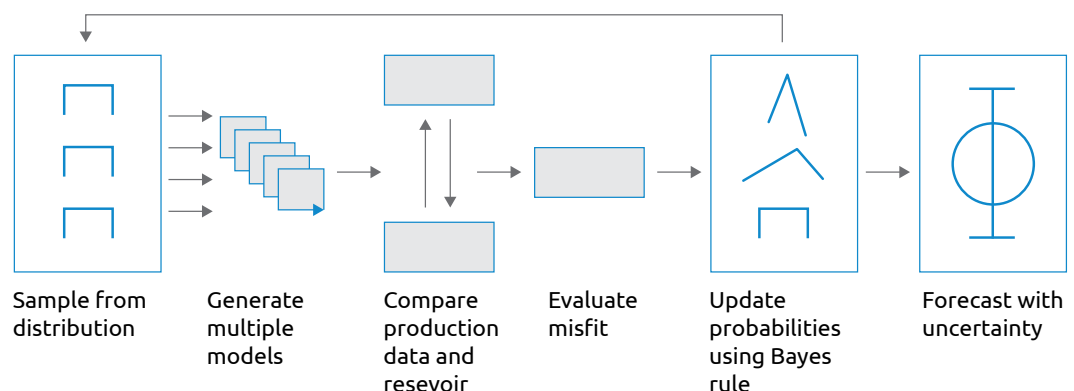 Sample from
distribution
Generate
multiple
models
Compare
production
data and
resevoir
Evaluate
misfit
Update
probabilities
using Bayes
rule
Forecast with
uncertainty